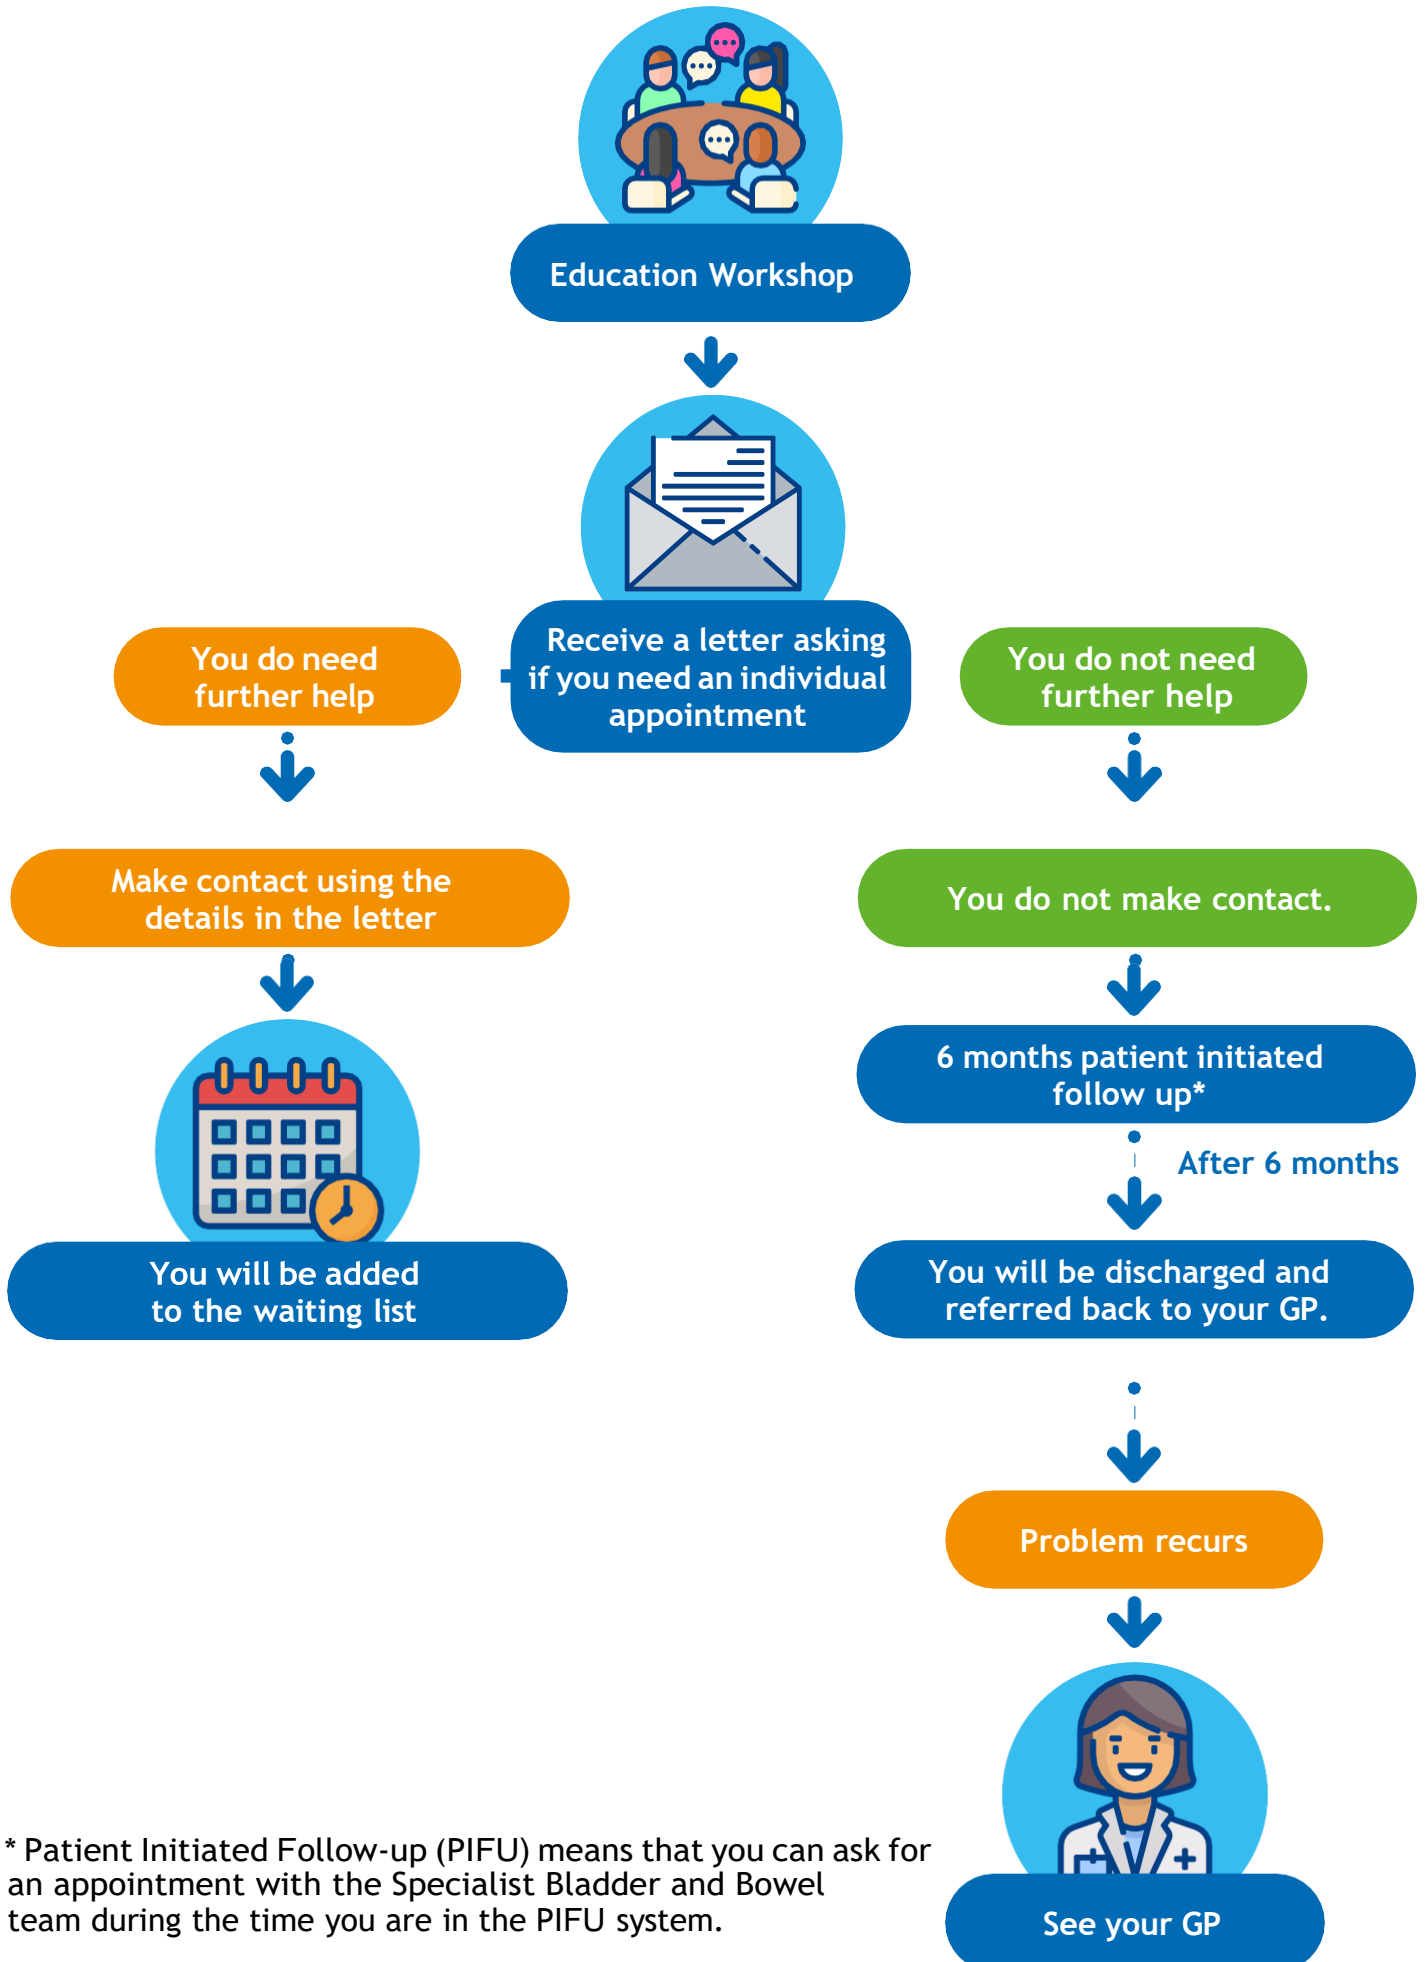 Education Workshop
Receive a letter asking
if you need an individual
appointment
You do need
further help
Make contact using the
details in the letter
You will be added
to the waiting list
You do not need
further help
You do not make contact.
6 months patient initiated
follow up*
After 6 months
You will be discharged and
referred back to your GP.
Problem recurs
See your GP
* Patient Initiated Follow-up (PIFU) means that you can ask for
an appointment with the Specialist Bladder and Bowel
team during the time you are in the PIFU system.